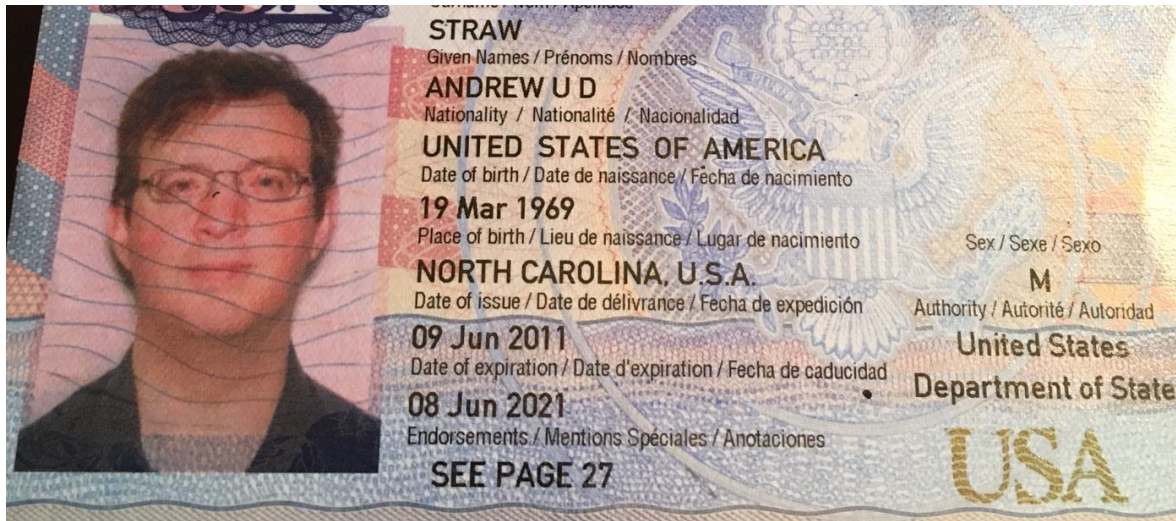 USA
Surname / Nom / Apellidos
STRAW
Given Names / Prénoms / Nombres
ANDREW U D
Nationality / Nationalité / Nacionalidad
UNITED STATES OF AMERICA
Date of birth / Date de naissance / Fecha de nacimiento
19 Mar 1969
Place of birth / Lieu de naissance / Lugar de nacimiento
Sex / Sexe / Sexo
NORTH CAROLINA, U.S.A.
M
Date of issue / Date de délivrance / Fecha de expedición
Authority / Autorité / Autoridad
09 Jun 2011
United States
Date of expiration / Date d'expiration / Fecha de caducidad
Department of State
08 Jun 2021
Endorsements / Mentions Spéciales / Anotaciones
SEE PAGE 27
USA